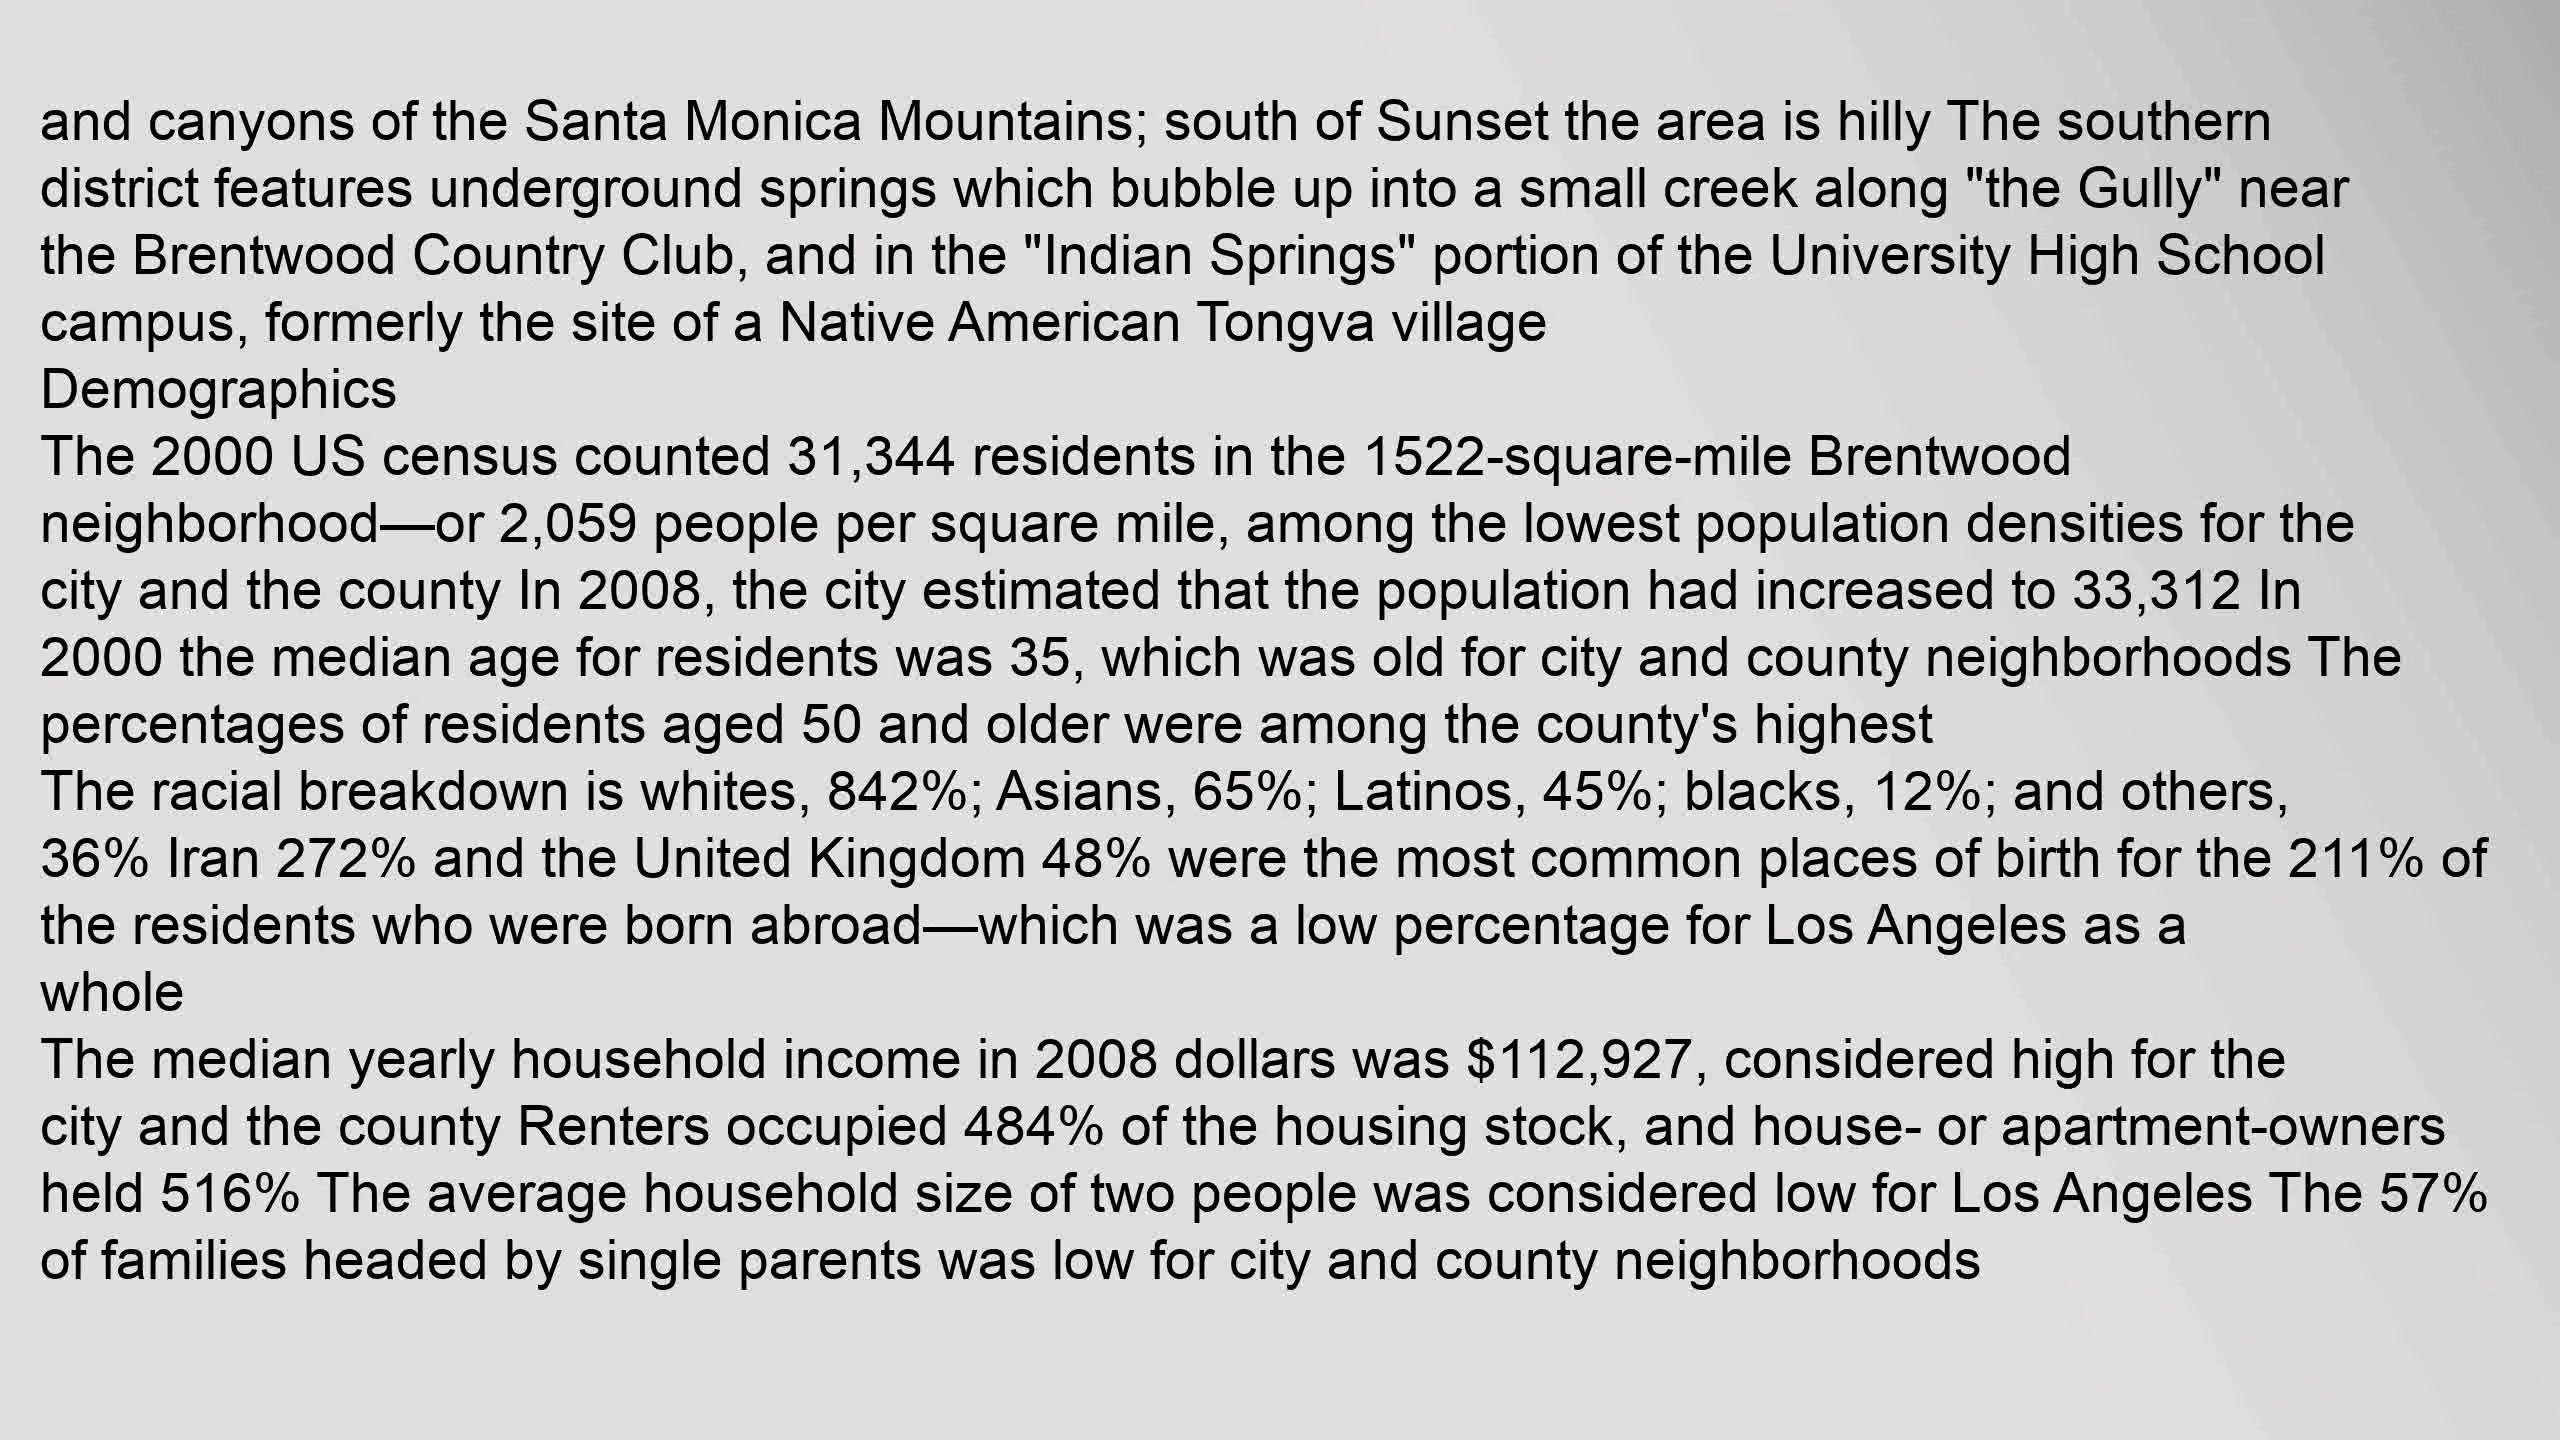 and canyons of the Santa Monica Mountains; south of Sunset the area is hilly The southern
district features underground springs which bubble up into a small creek along "the Gully" near
the Brentwood Country Club, and in the "Indian Springs" portion of the University High School
campus, formerly the site of a Native American Tongva village
Demographics
The 2000 US census counted 31,344 residents in the 1522-square-mile Brentwood
neighborhood—or 2,059 people per square mile, among the lowest population densities for the
city and the county In 2008, the city estimated that the population had increased to 33,312 In
2000 the median age for residents was 35, which was old for city and county neighborhoods The
percentages of residents aged 50 and older were among the county's highest
The racial breakdown is whites, 842%; Asians, 65%; Latinos, 45%; blacks, 12%; and others,
36% Iran 272% and the United Kingdom 48% were the most common places of birth for the 211% of
the residents who were born abroad—which was a low percentage for Los Angeles as a
whole
The median yearly household income in 2008 dollars was $112,927, considered high for the
city and the county Renters occupied 484% of the housing stock, and house- or apartment-owners
held 516% The average household size of two people was considered low for Los Angeles The 57%
of families headed by single parents was low for city and county neighborhoods